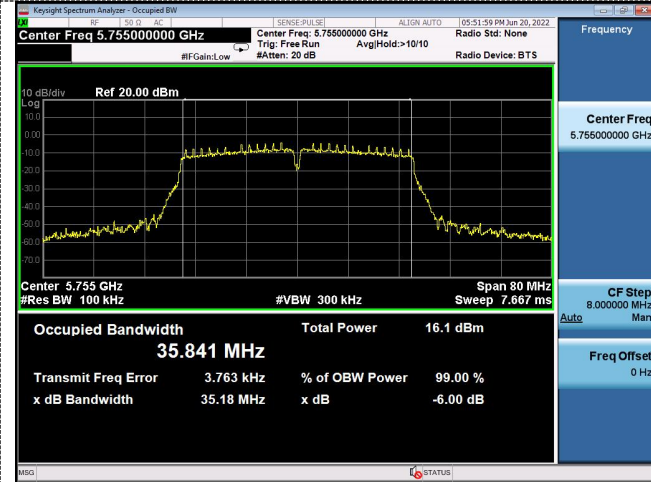 Keysight Spectrum Analyzer - Occupied BW
LXI RF 50 Ω AC SENSE:PULSE ALIGN AUTO 05:51:59 PM Jun 20, 2022
Center Freq 5.755000000 GHz Center Freq: 5.755000000 GHz Radio Std: None
Trig: Free Run Avg|Hold:>10/10
#IFGain:Low #Atten: 20 dB Radio Device: BTS
10 dB/div Ref 20.00 dBm
Log
10.0
0.00
-10.0
-20.0
-30.0
-40.0
-50.0
-60.0
-70.0
Center 5.755 GHz Span 80 MHz
#Res BW 100 kHz #VBW 300 kHz Sweep 7.667 ms
Occupied Bandwidth Total Power 16.1 dBm
35.841 MHz
Transmit Freq Error 3.763 kHz % of OBW Power 99.00 %
x dB Bandwidth 35.18 MHz x dB -6.00 dB
MSG STATUS
Frequency
Center Freq
5.755000000 GHz
CF Step
8.000000 MHz
Auto Man
Freq Offset
0 Hz